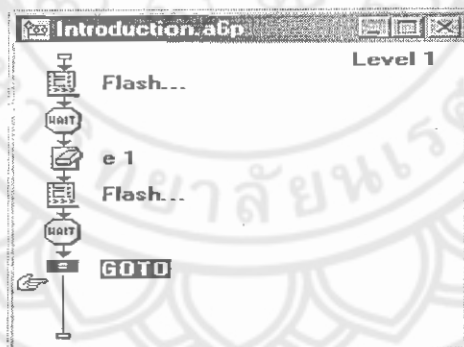 Introduction.a6p
Level 1
Flash...
WAIT
e 1
Flash...
WAIT
=
GOTO